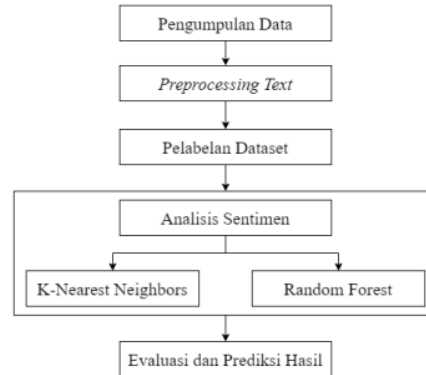 Pengumpulan Data
Preprocessing Text
Pelabelan Dataset
Analisis Sentimen
K-Nearest Neighbors
Random Forest
Evaluasi dan Prediksi Hasil